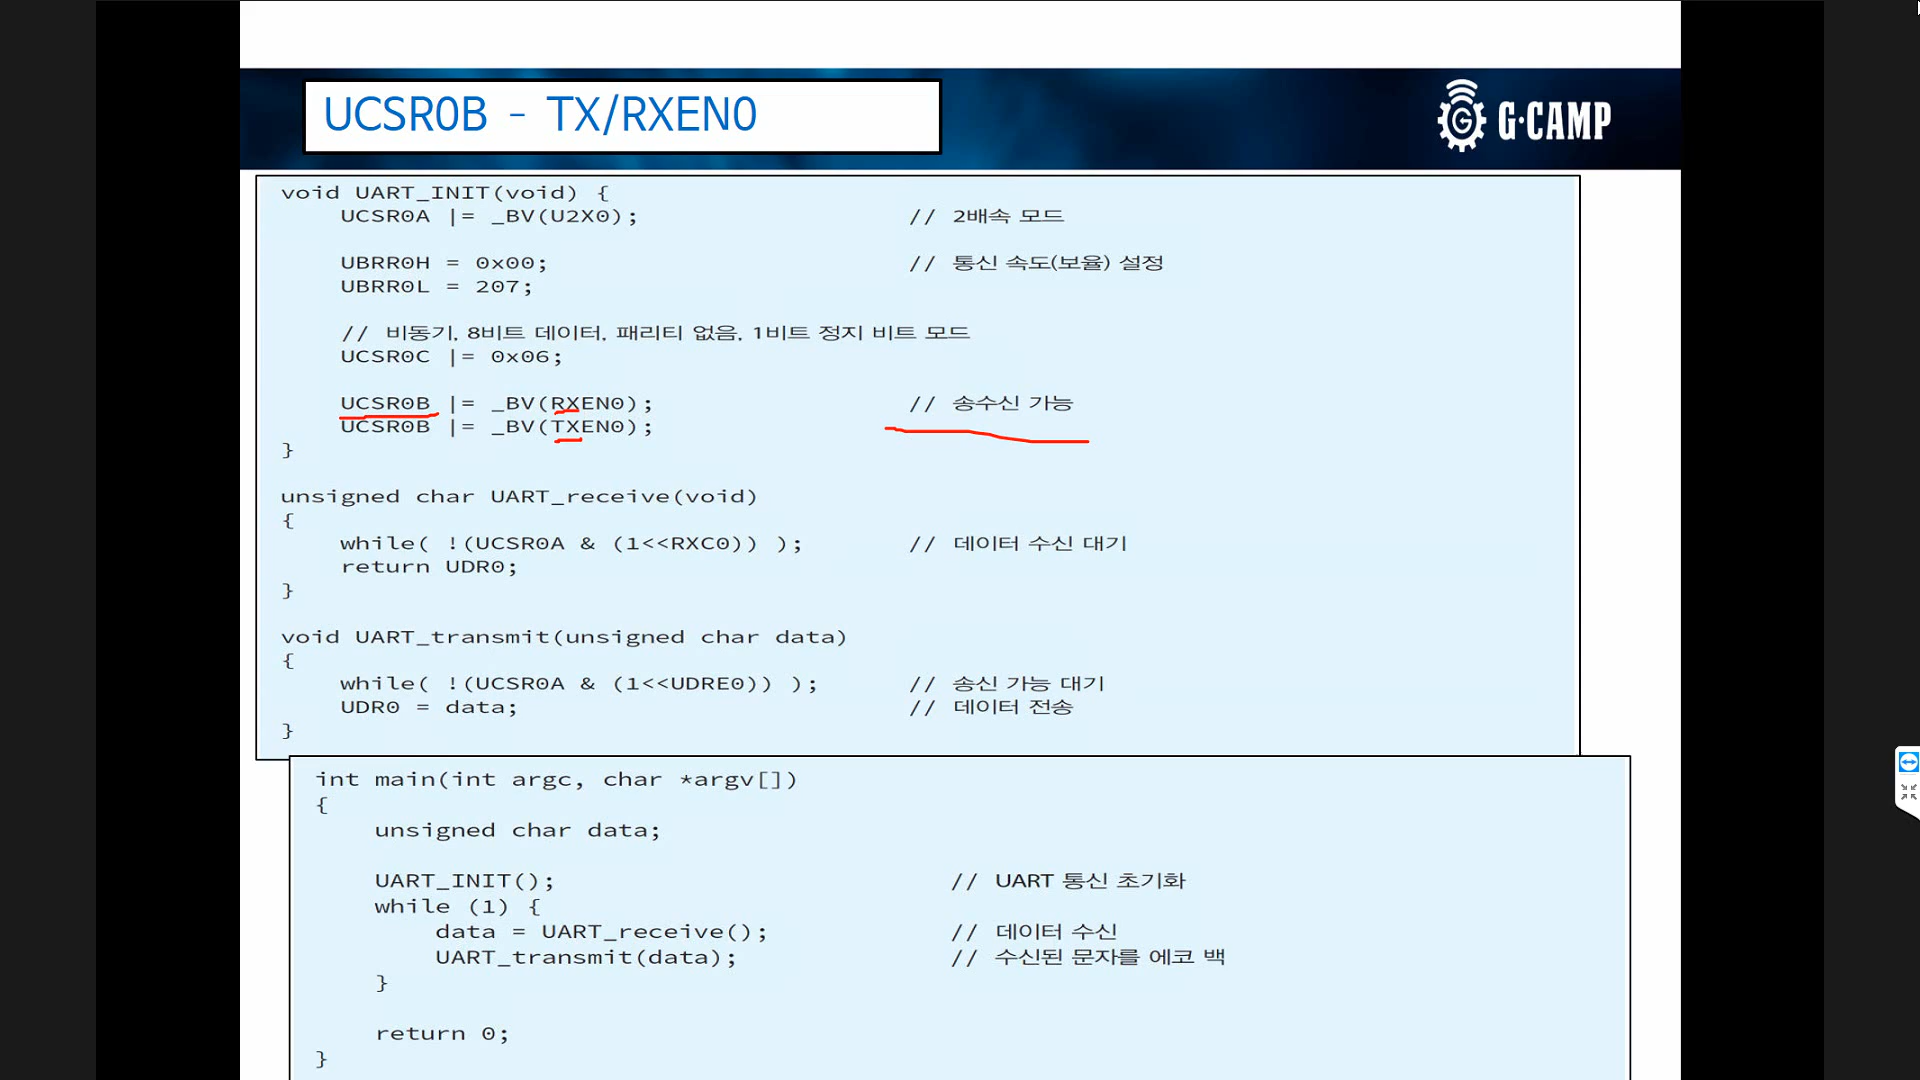 UCSR0B - TX/RXEN0
G·CAMP
void UART_INIT(void) {
    UCSR0A |= _BV(U2X0);    // 2배속 모드
    UBRR0H = 0x00;    // 통신 속도(보율) 설정
    UBRR0L = 207;
    // 비동기, 8비트 데이터, 패리티 없음, 1비트 정지 비트 모드
    UCSR0C |= 0x06;
    UCSR0B |= _BV(RXEN0);    // 송수신 가능
    UCSR0B |= _BV(TXEN0);
}
unsigned char UART_receive(void)
{
    while( !(UCSR0A & (1<<RXC0)) );    // 데이터 수신 대기
    return UDR0;
}
void UART_transmit(unsigned char data)
{
    while( !(UCSR0A & (1<<UDRE0)) );    // 송신 가능 대기
    UDR0 = data;    // 데이터 전송
}
int main(int argc, char *argv[])
{
    unsigned char data;
    UART_INIT();    // UART 통신 초기화
    while (1) {
        data = UART_receive();    // 데이터 수신
        UART_transmit(data);    // 수신된 문자를 에코 백
    }
    return 0;
}